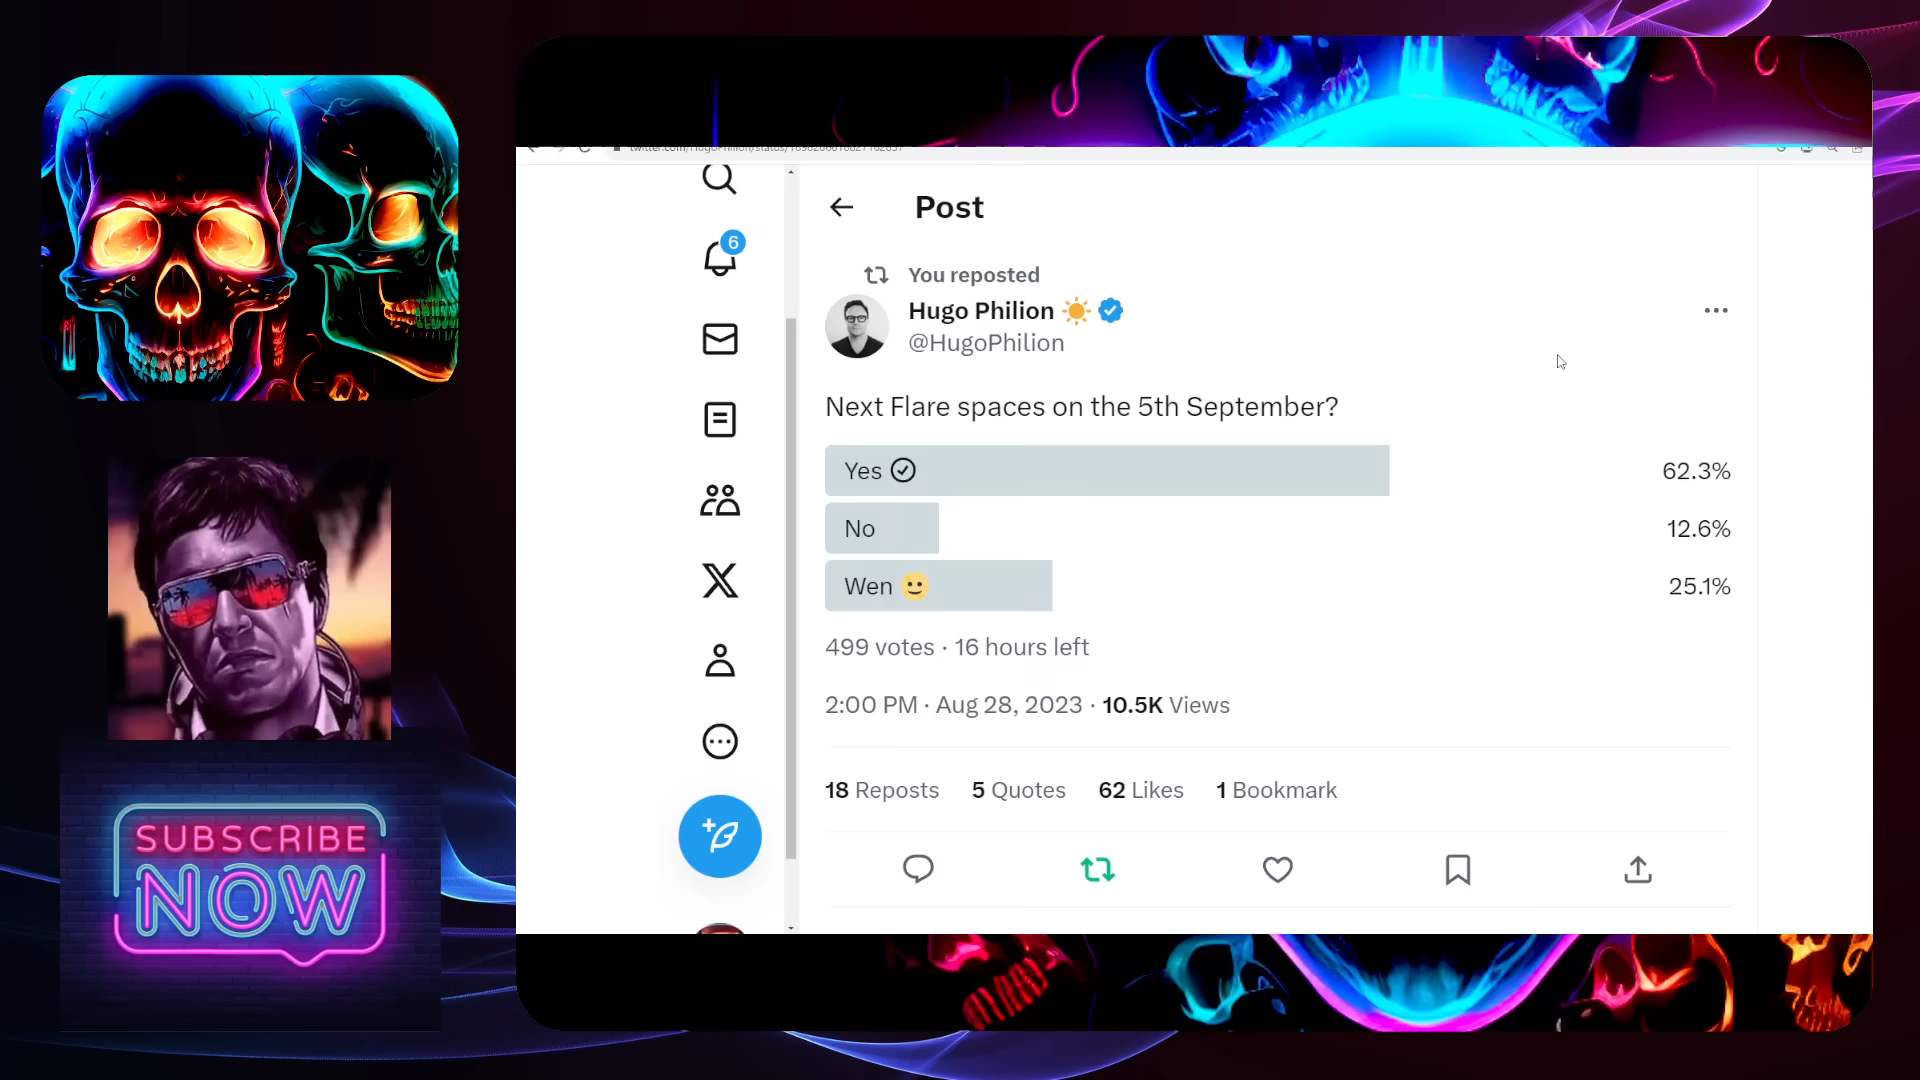 6
Post
You reposted
Hugo Philion
@HugoPhilion
Next Flare spaces on the 5th September?
Yes 62.3%
No 12.6%
Wen 25.1%
499 votes · 16 hours left
2:00 PM · Aug 28, 2023 · 10.5K Views
18 Reposts 5 Quotes 62 Likes 1 Bookmark
SUBSCRIBE
NOW